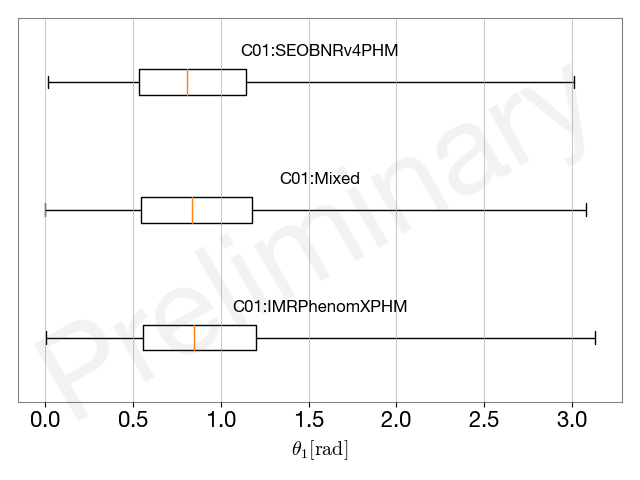 C01:SEOBNRv4PHM
C01:Mixed
C01:IMRPhenomXPHM
0.0 0.5 1.0 1.5 2.0 2.5 3.0
θ₁[rad]
Preliminary